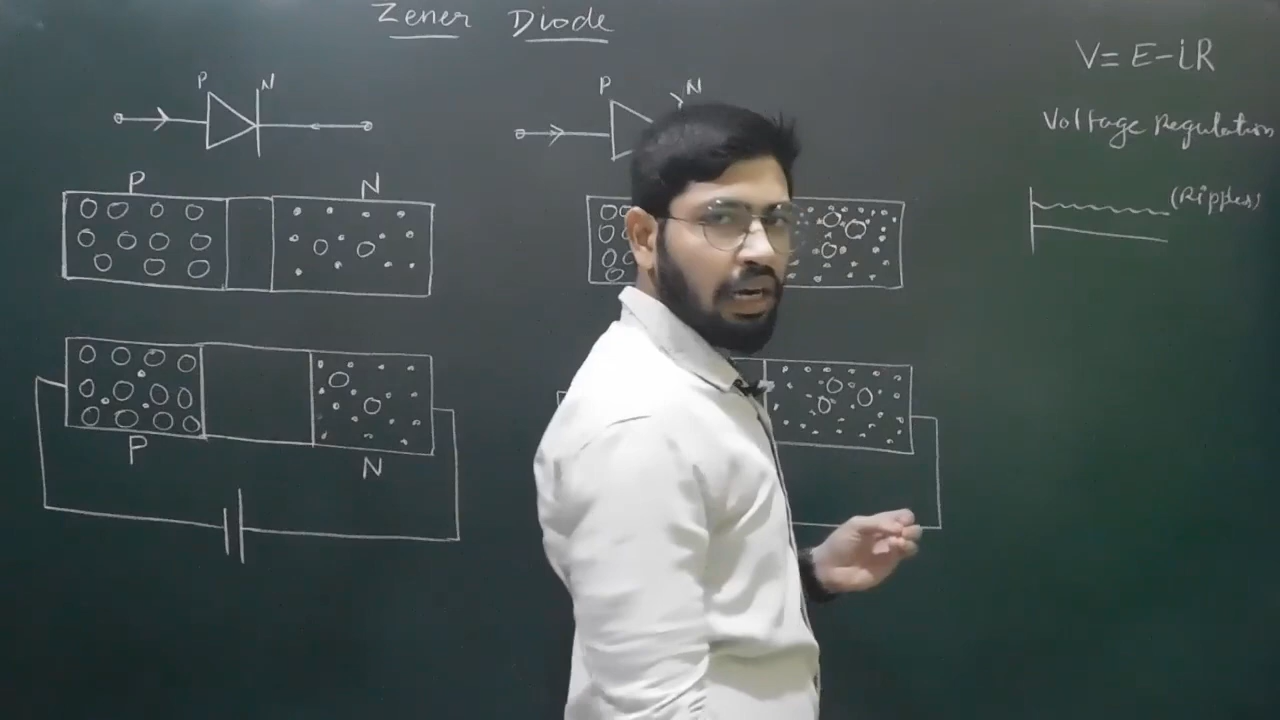 Zener Diode
P N
P N
V = E - iR
Voltage Regulation
(Ripples)
P N
P N